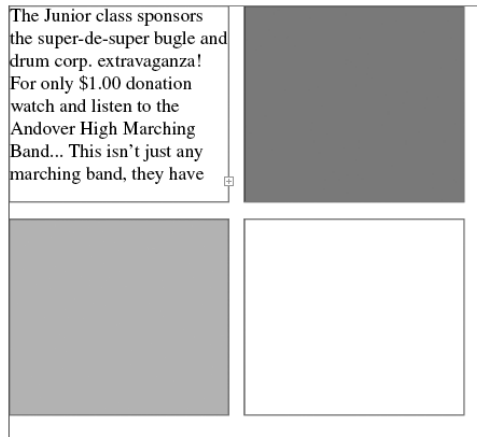 The Junior class sponsors
the super-de-super bugle and
drum corp. extravaganza!
For only $1.00 donation
watch and listen to the
Andover High Marching
Band... This isn’t just any
marching band, they have